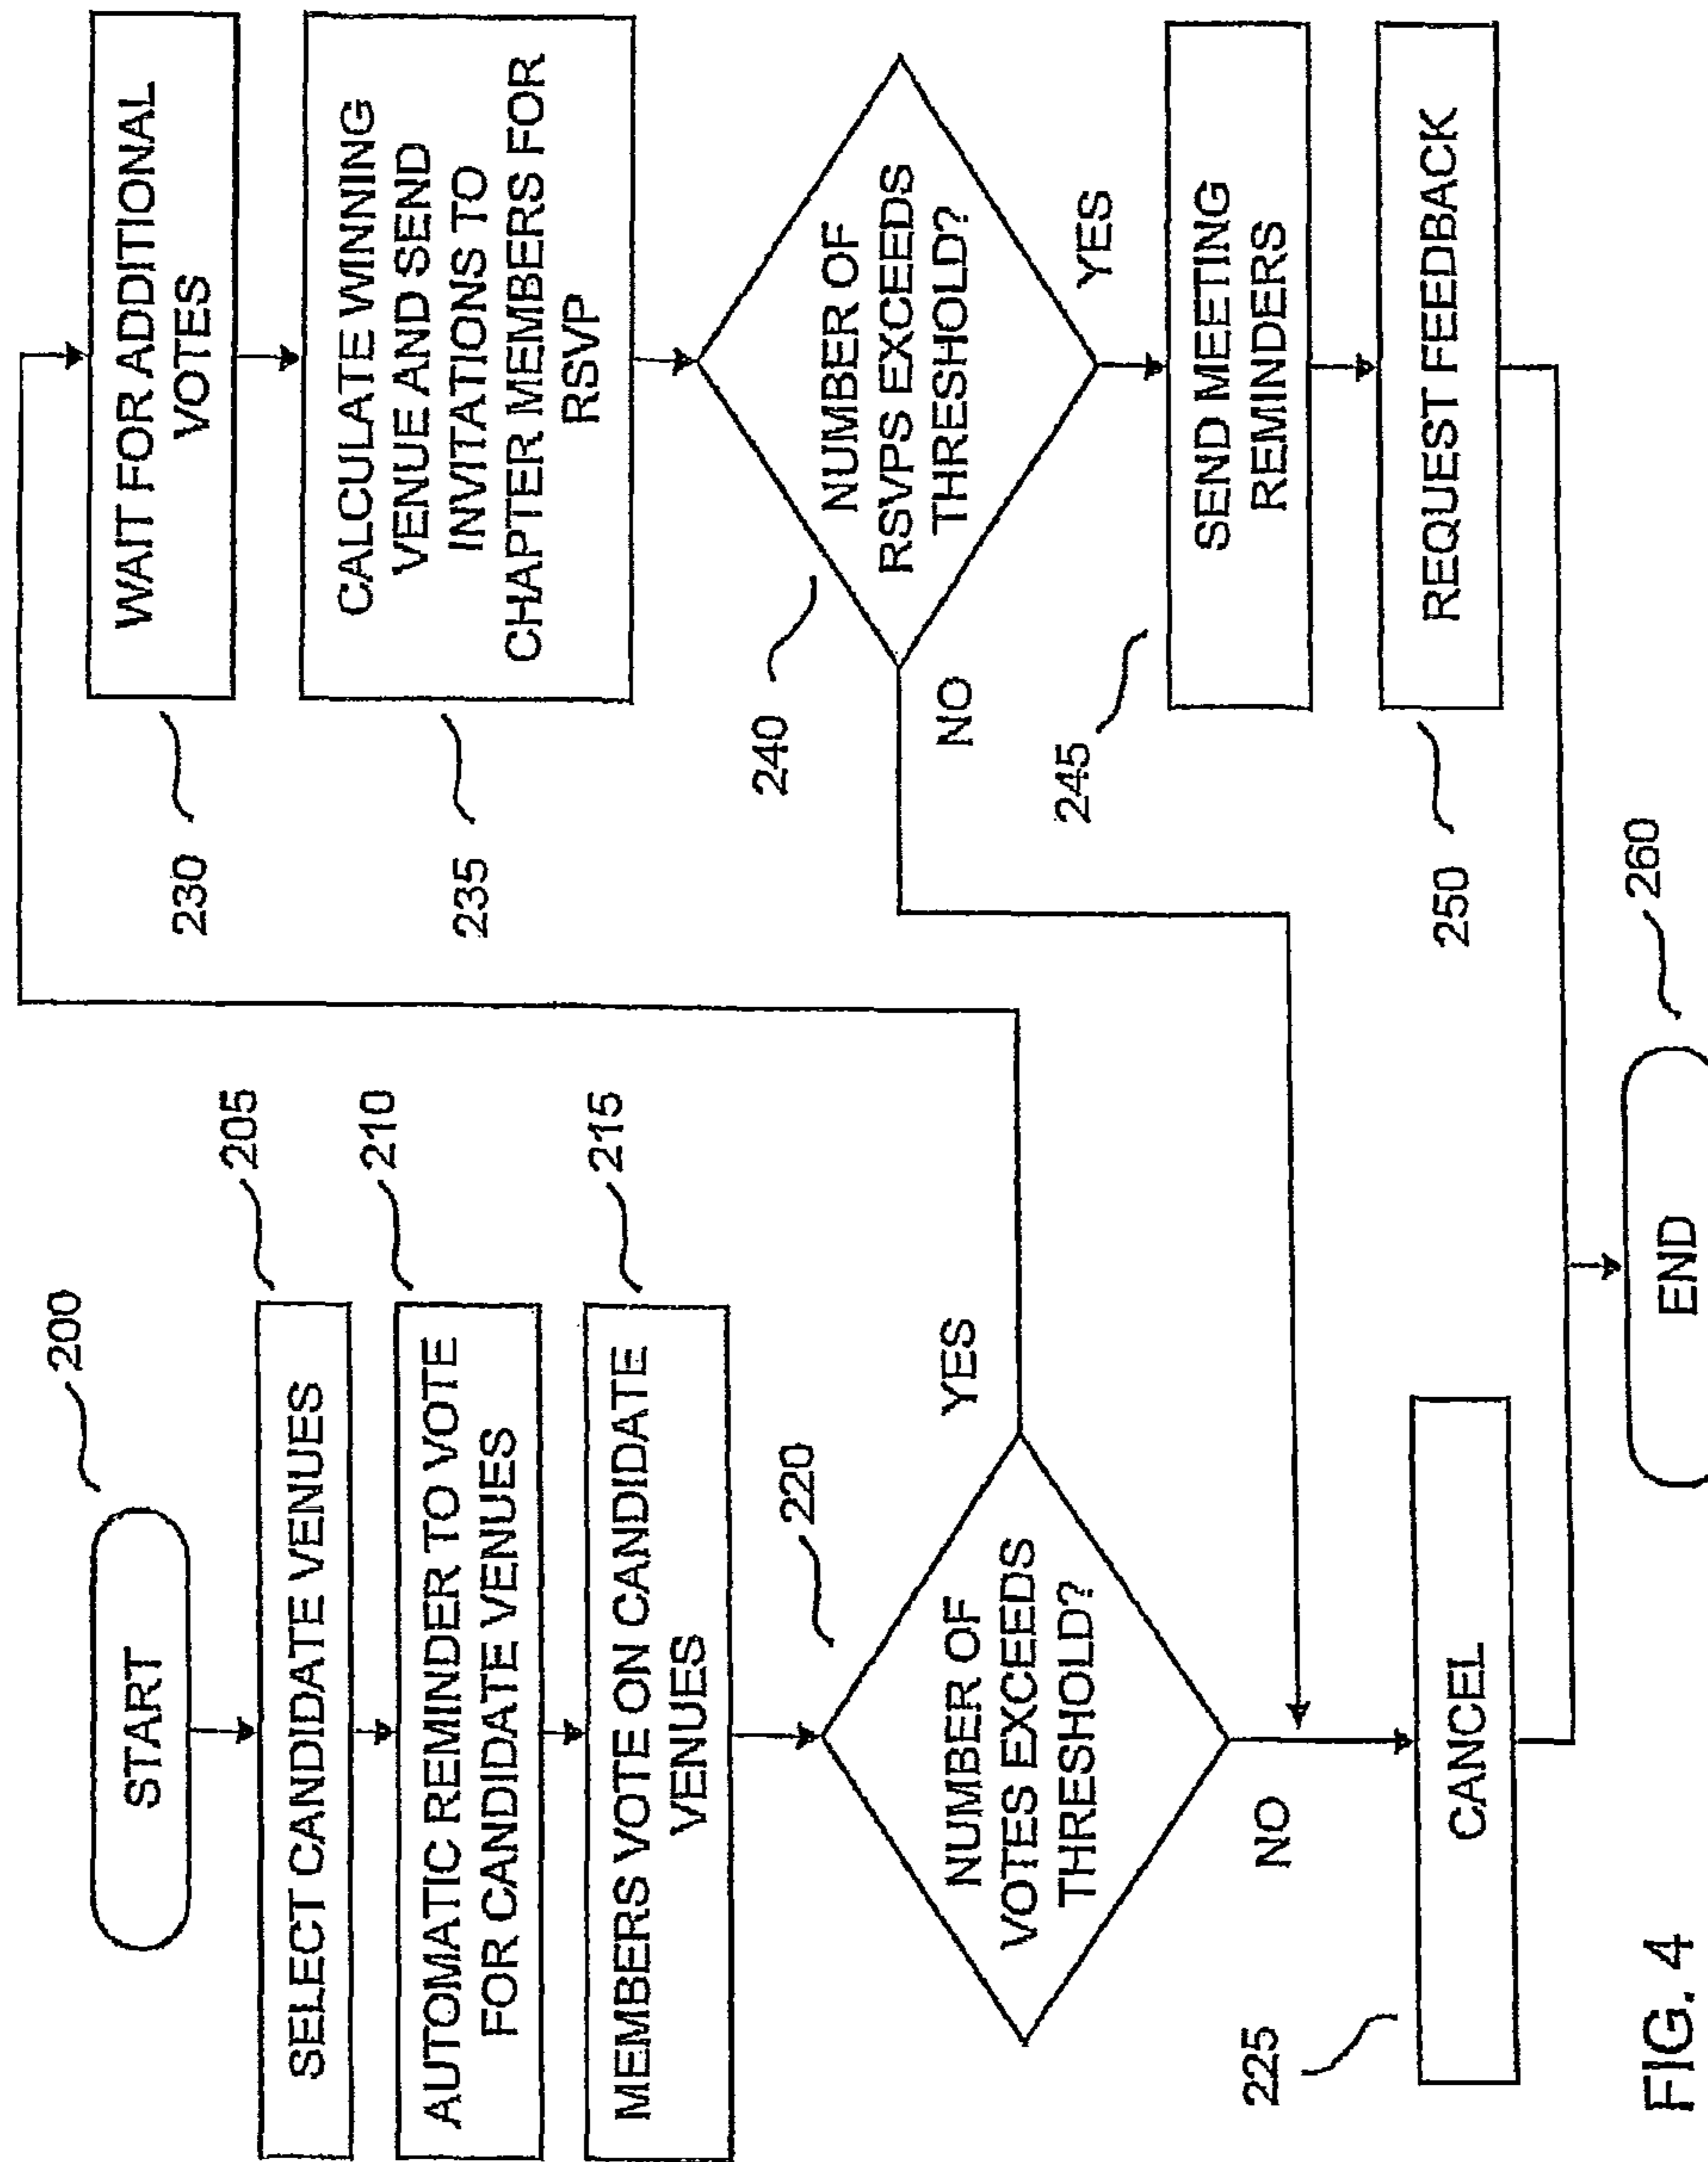 START
200
SELECT CANDIDATE VENUES
205
AUTOMATIC REMINDER TO VOTE
FOR CANDIDATE VENUES
210
MEMBERS VOTE ON CANDIDATE
VENUES
215
NUMBER OF
VOTES EXCEEDS
THRESHOLD?
220
YES
NO
225
CANCEL
WAIT FOR ADDITIONAL
VOTES
230
CALCULATE WINNING
VENUE AND SEND
INVITATIONS TO
CHAPTER MEMBERS FOR
RSVP
235
NUMBER OF
RSVPS EXCEEDS
THRESHOLD?
240
NO
YES
245
SEND MEETING
REMINDERS
REQUEST FEEDBACK
250
END
260
FIG. 4